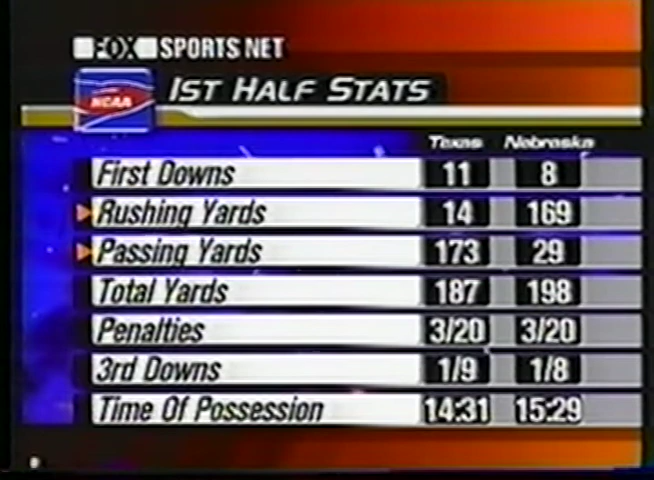 FOX SPORTS NET
NCAA
1ST HALF STATS
Texas Nebraska
First Downs 11 8
Rushing Yards 14 169
Passing Yards 173 29
Total Yards 187 198
Penalties 3/20 3/20
3rd Downs 1/9 1/8
Time Of Possession 14:31 15:29